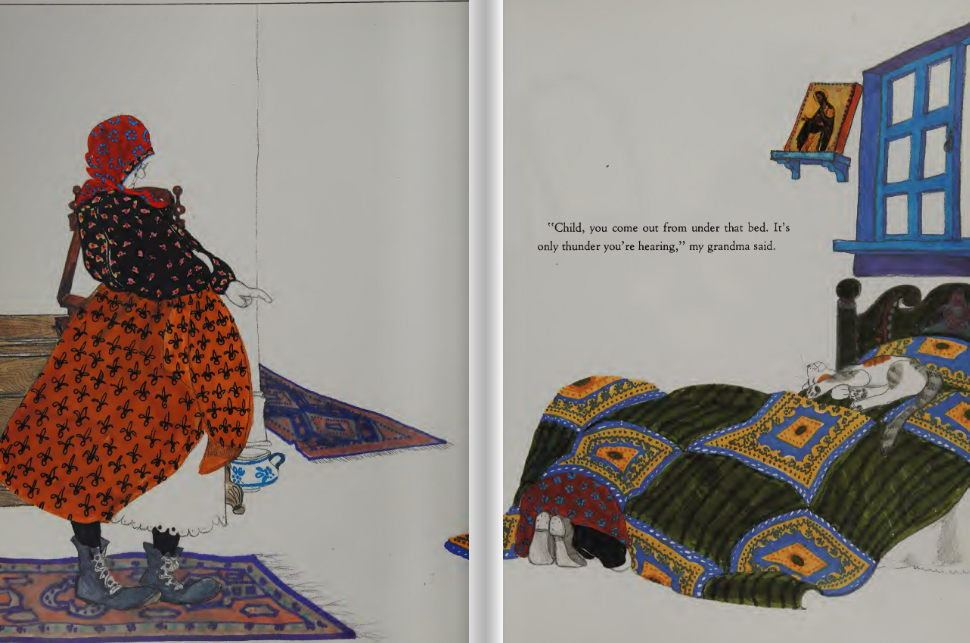 "Child, you come out from under that bed. It's
only thunder you're hearing," my grandma said.